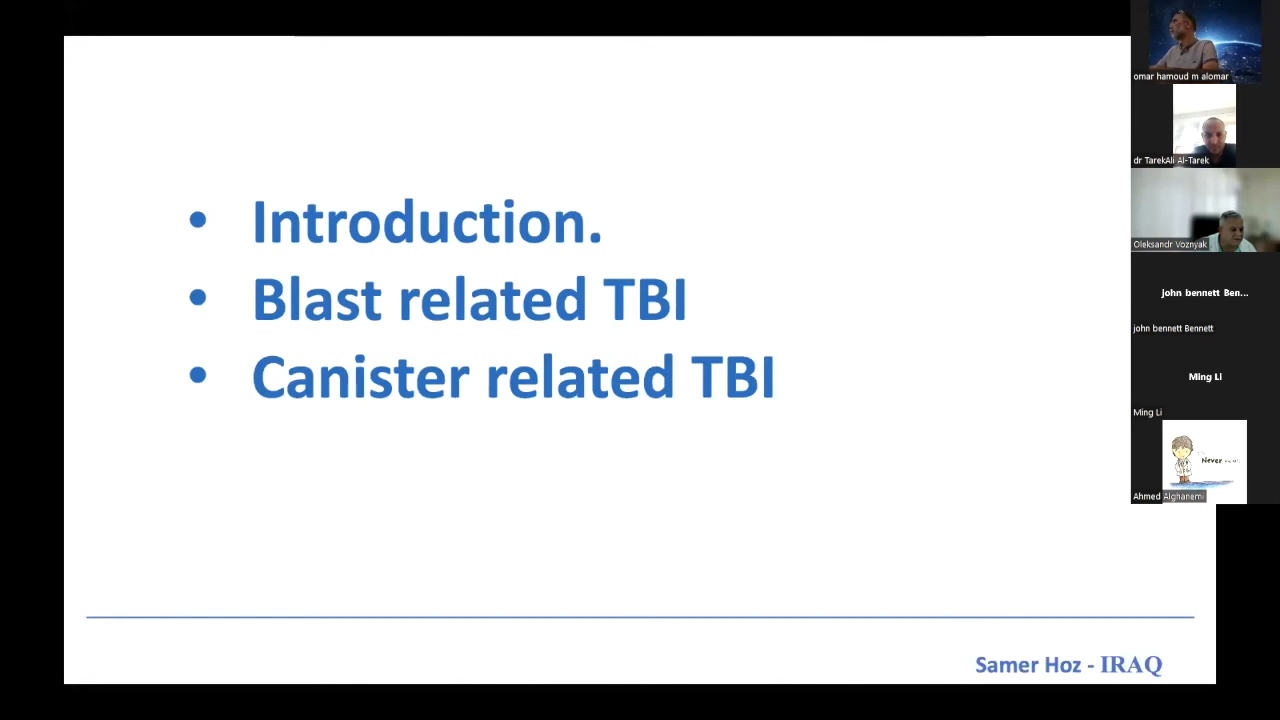 • Introduction.
• Blast related TBI
• Canister related TBI
Samer Hoz - IRAQ
omar hamoud m alomar
dr TarekAli Al-Tarek
Oleksandr Voznyak
john bennett Ben...
john bennett Bennett
Ming Li
Ming Li
Never
Ahmed Alghanemi